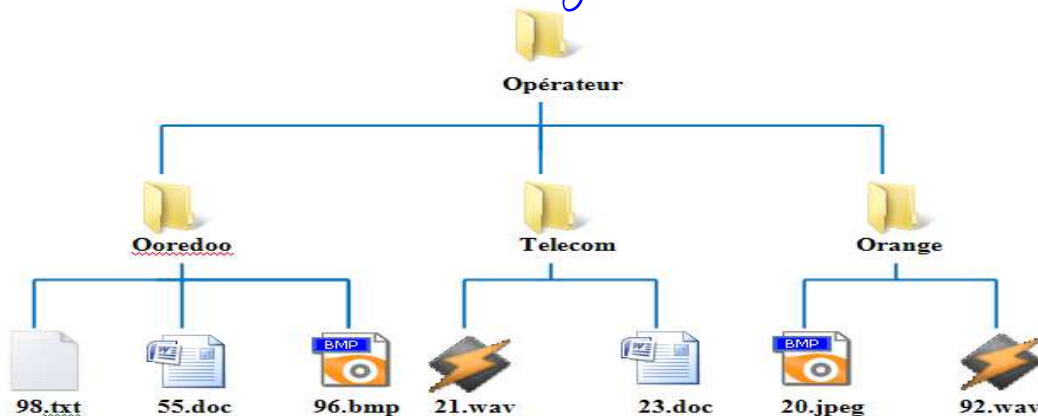 Opérateur
Ooredoo Telecom Orange
BMP BMP
98.txt 55.doc 96.bmp 21.wav 23.doc 20.jpeg 92.wav